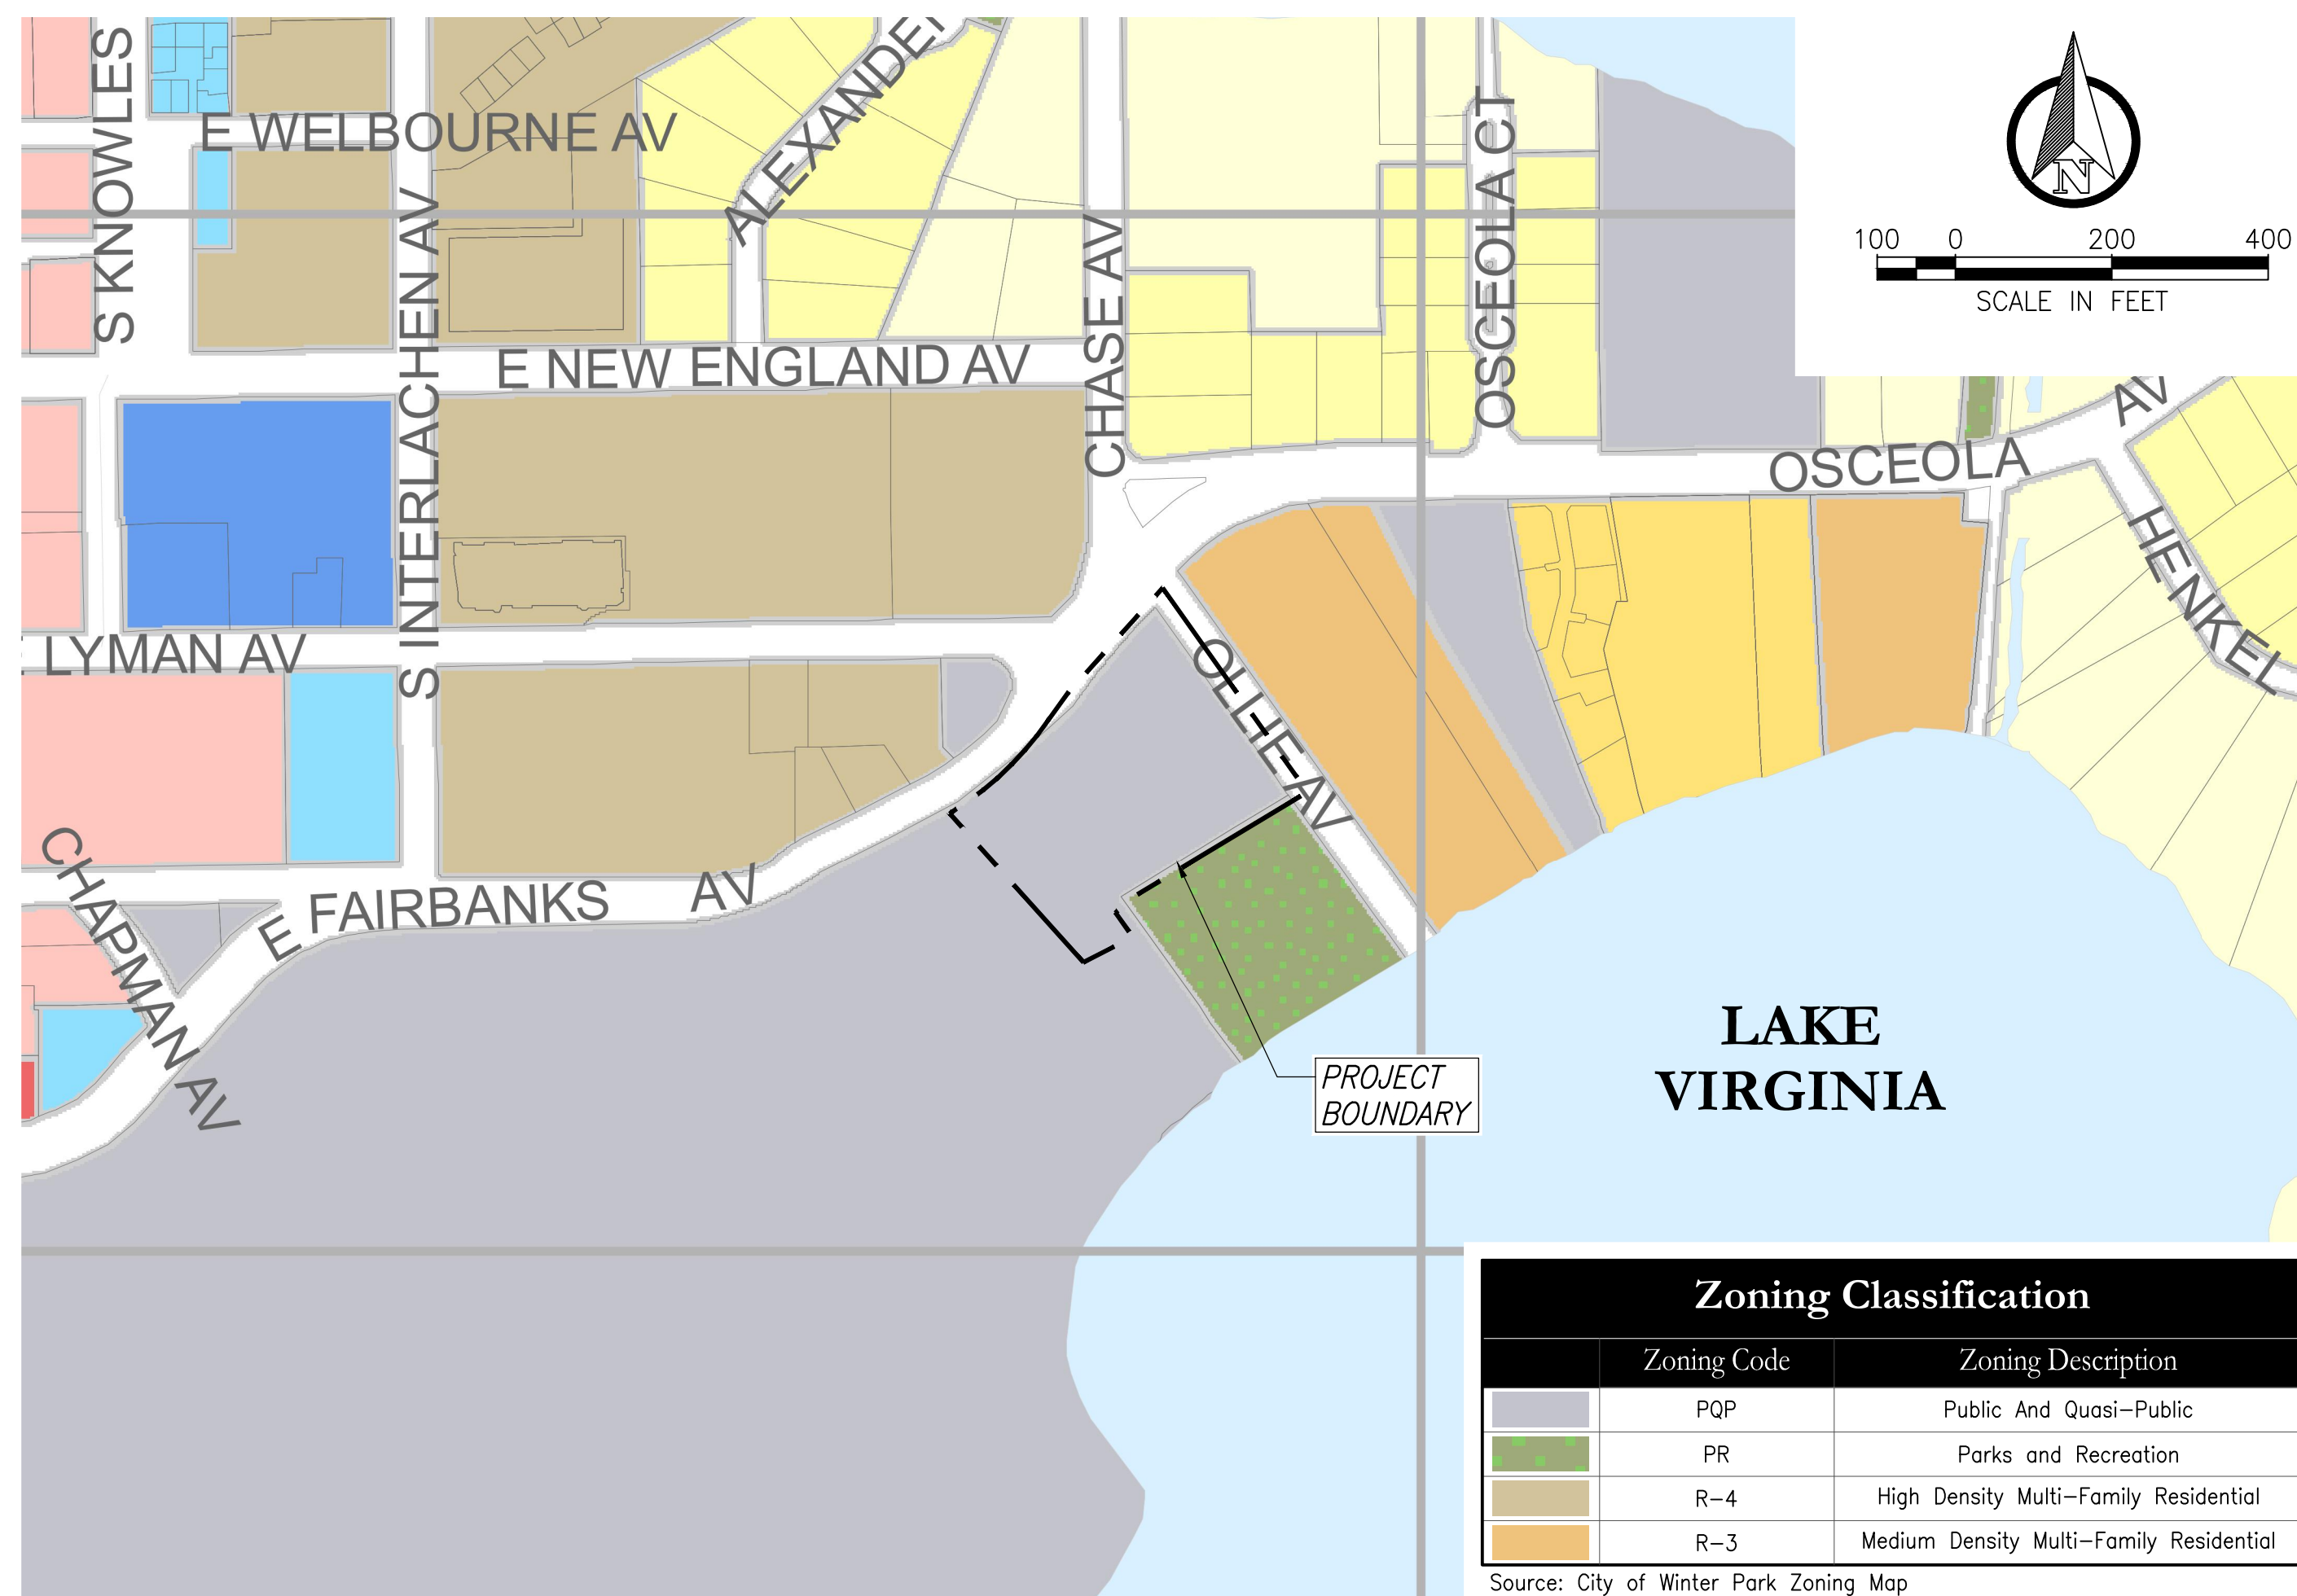 S KNOWLES
E WELBOURNE AV
ALEXANDER
N
100 0 200 400
SCALE IN FEET
S INTERLACHEN AV
E NEW ENGLAND AV
CHASE AV
OSCEOLA CT
OSCEOLA AV
HENKEL
LYMAN AV
OLLIE AV
CHAPMAN AV
E FAIRBANKS AV
PROJECT
BOUNDARY
LAKE
VIRGINIA
Zoning Classification
Zoning Code Zoning Description
PQP Public And Quasi-Public
PR Parks and Recreation
R-4 High Density Multi-Family Residential
R-3 Medium Density Multi-Family Residential
Source: City of Winter Park Zoning Map